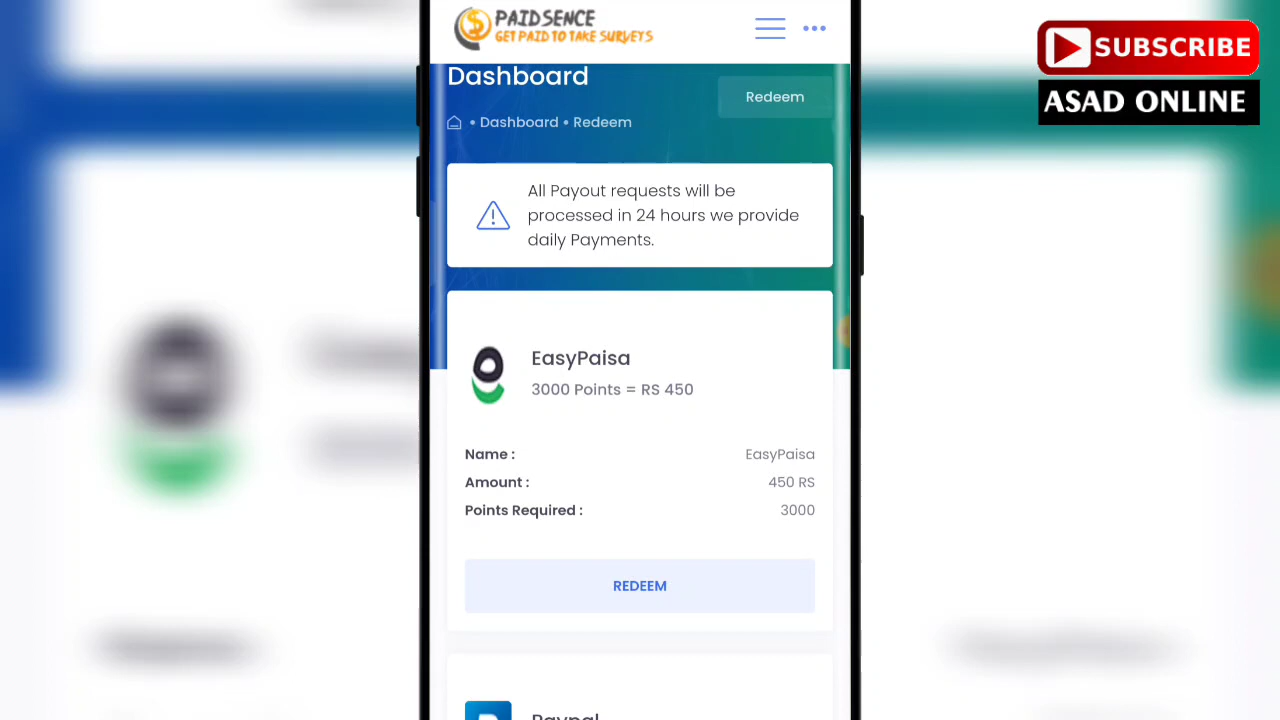 PAIDSENCE
GET PAID TO TAKE SURVEYS
SUBSCRIBE
ASAD ONLINE
Dashboard
Redeem
• Dashboard • Redeem
All Payout requests will be
processed in 24 hours we provide
daily Payments.
EasyPaisa
3000 Points = RS 450
Name : EasyPaisa
Amount : 450 RS
Points Required : 3000
REDEEM
Paypal